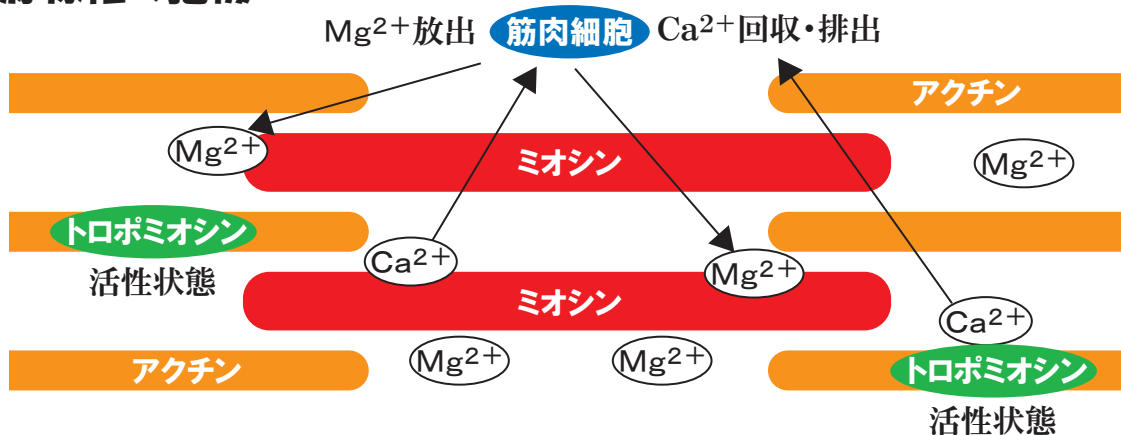 Mg²⁺放出 筋肉細胞 Ca²⁺回収・排出
アクチン
Mg²⁺
ミオシン
Mg²⁺
トロポミオシン
活性状態
Ca²⁺
Mg²⁺
ミオシン
Ca²⁺
アクチン
Mg²⁺
Mg²⁺
トロポミオシン
活性状態